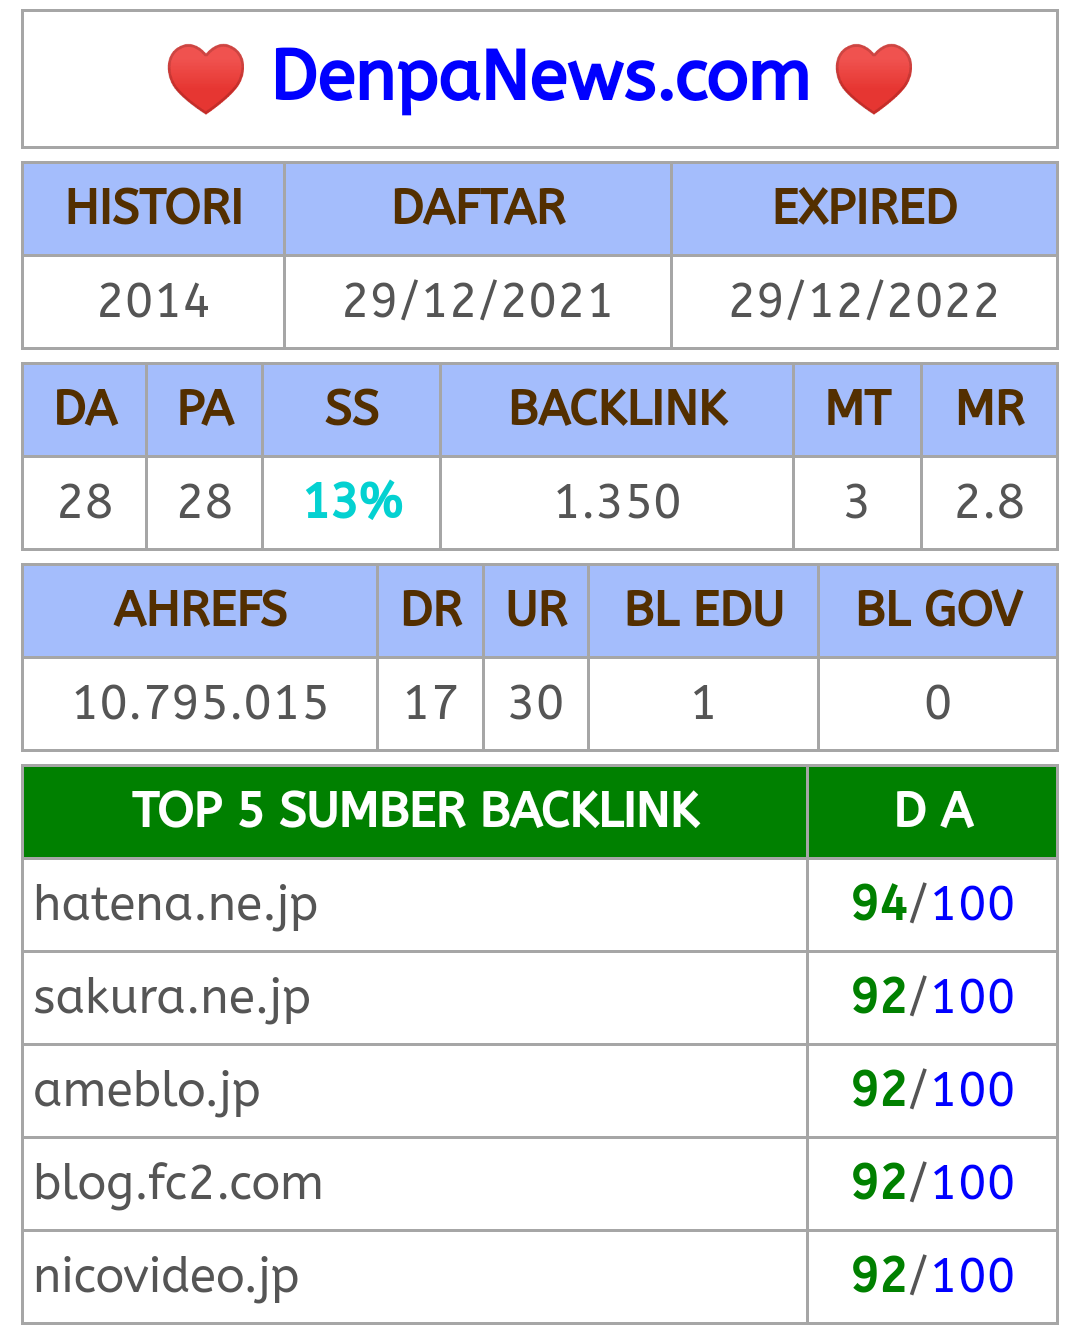 ❤️ DenpaNews.com ❤️
HISTORI DAFTAR EXPIRED
2014 29/12/2021 29/12/2022
DA PA SS BACKLINK MT MR
28 28 13% 1.350 3 2.8
AHREFS DR UR BL EDU BL GOV
10.795.015 17 30 1 0
TOP 5 SUMBER BACKLINK D A
hatena.ne.jp 94/100
sakura.ne.jp 92/100
ameblo.jp 92/100
blog.fc2.com 92/100
nicovideo.jp 92/100